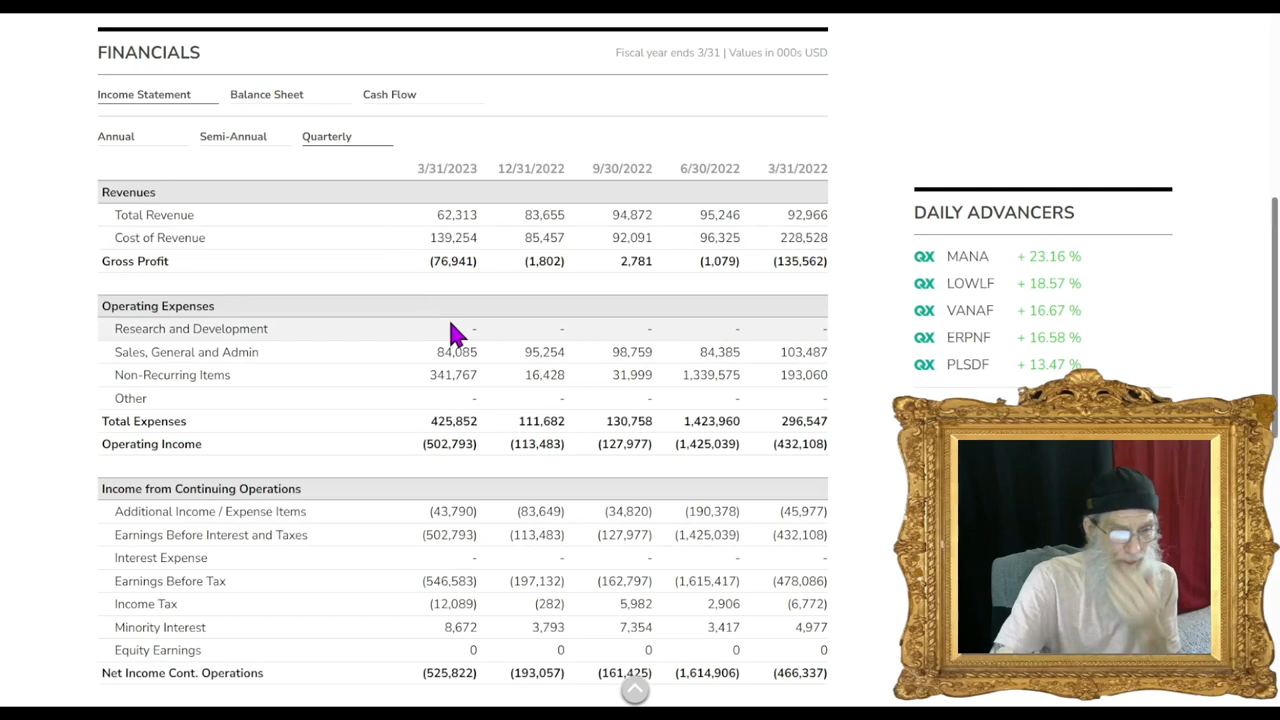 FINANCIALS
Fiscal year ends 3/31 | Values in 000s USD
Income Statement Balance Sheet Cash Flow
Annual Semi-Annual Quarterly
3/31/2023 12/31/2022 9/30/2022 6/30/2022 3/31/2022
Revenues
Total Revenue 62,313 83,655 94,872 95,246 92,966
Cost of Revenue 139,254 85,457 92,091 96,325 228,528
Gross Profit (76,941) (1,802) 2,781 (1,079) (135,562)
Operating Expenses
Research and Development - - - - -
Sales, General and Admin 84,085 95,254 98,759 84,385 103,487
Non-Recurring Items 341,767 16,428 31,999 1,339,575 193,060
Other - - - - -
Total Expenses 425,852 111,682 130,758 1,423,960 296,547
Operating Income (502,793) (113,483) (127,977) (1,425,039) (432,108)
Income from Continuing Operations
Additional Income / Expense Items (43,790) (83,649) (34,820) (190,378) (45,977)
Earnings Before Interest and Taxes (502,793) (113,483) (127,977) (1,425,039) (432,108)
Interest Expense - - - - -
Earnings Before Tax (546,583) (197,132) (162,797) (1,615,417) (478,086)
Income Tax (12,089) (282) 5,982 2,906 (6,772)
Minority Interest 8,672 3,793 7,354 3,417 4,977
Equity Earnings 0 0 0 0 0
Net Income Cont. Operations (525,822) (193,057) (161,425) (1,614,906) (466,337)
DAILY ADVANCERS
QX MANA + 23.16 %
QX LOWLF + 18.57 %
QX VANAF + 16.67 %
QX ERPNF + 16.58 %
QX PLSDF + 13.47 %